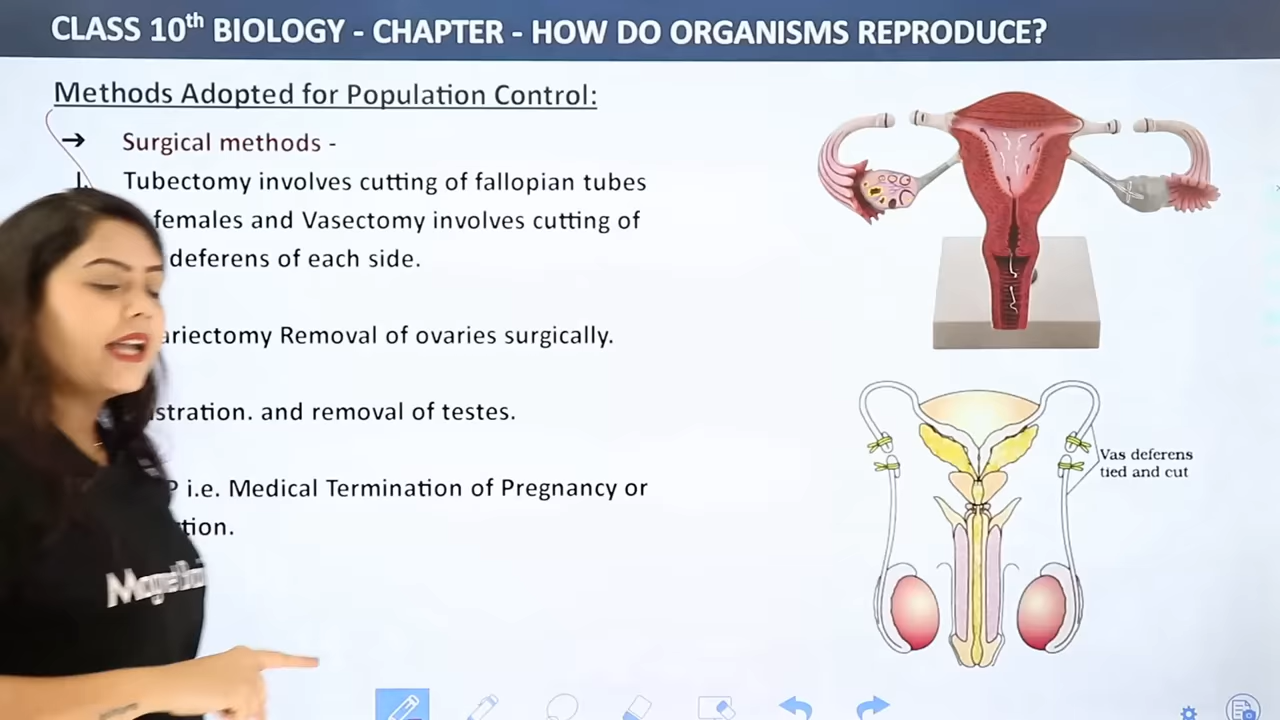 CLASS 10th BIOLOGY - CHAPTER - HOW DO ORGANISMS REPRODUCE?
Methods Adopted for Population Control:
→ Surgical methods -
I. Tubectomy involves cutting of fallopian tubes
females and Vasectomy involves cutting of
deferens of each side.
Removal of ovaries surgically.
and removal of testes.
i.e. Medical Termination of Pregnancy or
Vas deferens
tied and cut